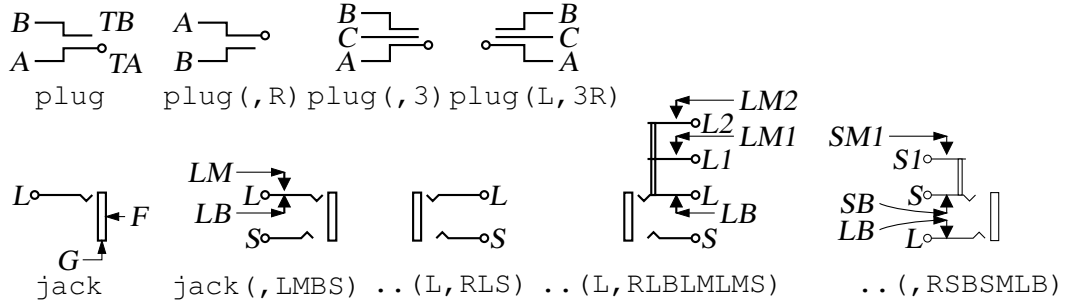 B TB A B B
C C
A TA B A A
plug plug(,R) plug(,3) plug(L,3R)
LM2
L2
LM1 SM1
LM L1 S1
L F L L L S
LB LB SB
LB
G S S S L
jack jack(,LMBS) ..(L,RLS) ..(L,RLBLMLMS) ..(,RSBSMLB)